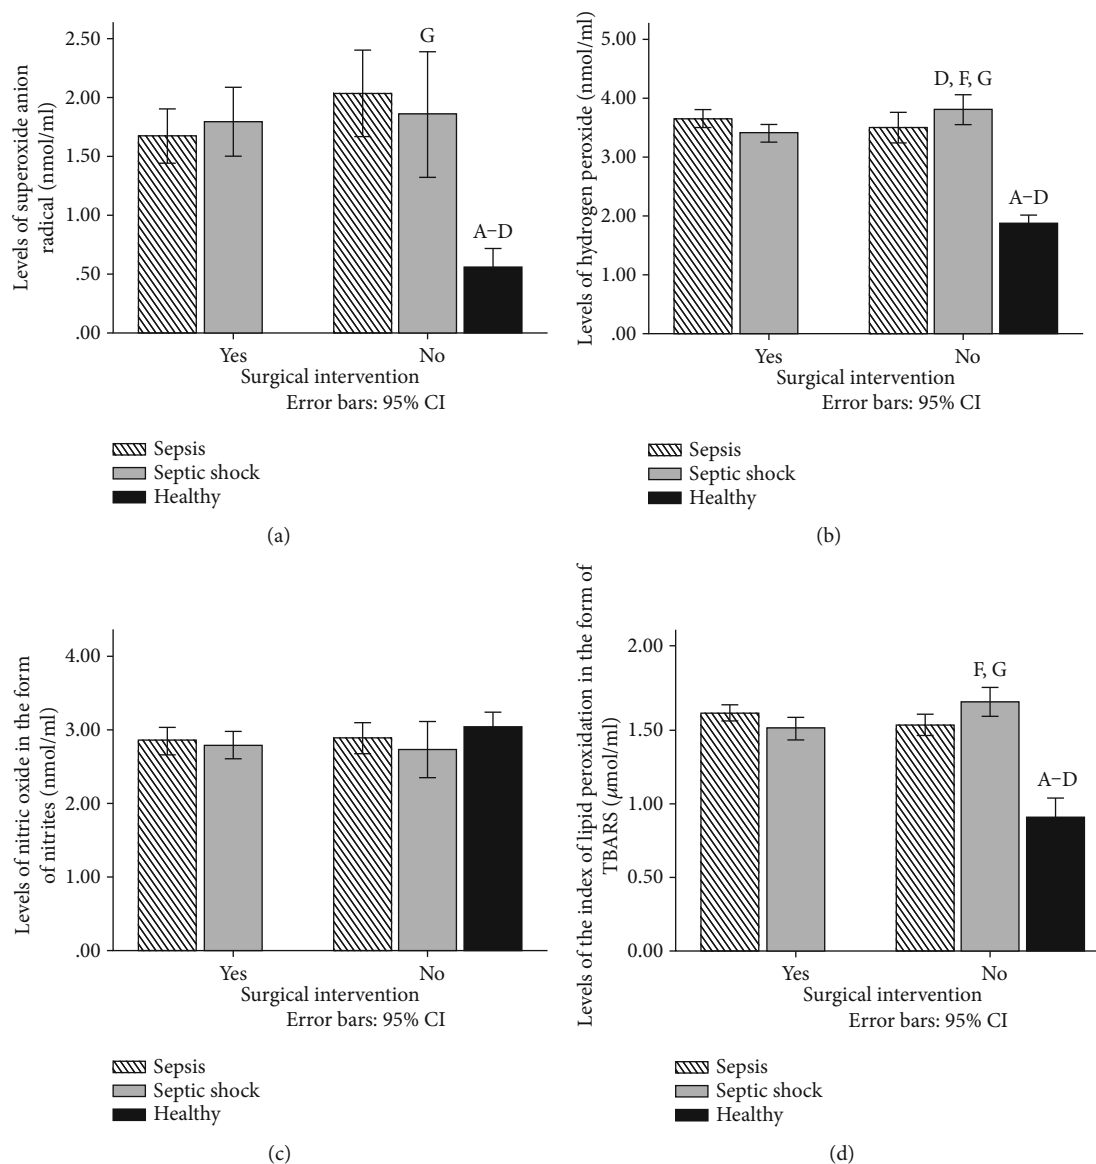 Levels of superoxide anion
radical (nmol/ml)
2.50
2.00
1.50
1.00
.50
.00
G
A–D
Yes
No
Surgical intervention
Error bars: 95% CI
Sepsis
Septic shock
Healthy
(a)
Levels of hydrogen peroxide (nmol/ml)
5.00
4.00
3.00
2.00
1.00
.00
D, F, G
A–D
Yes
No
Surgical intervention
Error bars: 95% CI
Sepsis
Septic shock
Healthy
(b)
Levels of nitric oxide in the form
of nitrites (nmol/ml)
4.00
3.00
2.00
1.00
.00
Yes
No
Surgical intervention
Error bars: 95% CI
Sepsis
Septic shock
Healthy
(c)
Levels of the index of lipid peroxidation in the form of
TBARS (μmol/ml)
2.00
1.50
1.00
0.50
0.00
F, G
A–D
Yes
No
Surgical intervention
Error bars: 95% CI
Sepsis
Septic shock
Healthy
(d)